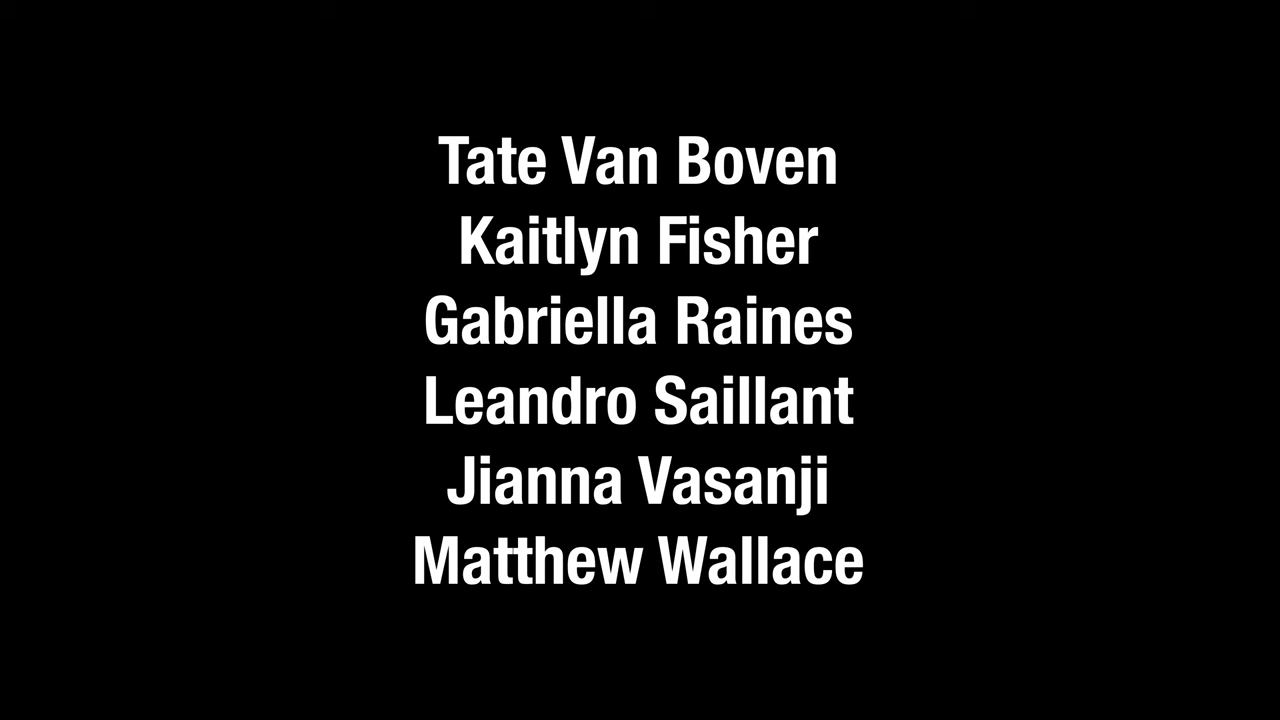 Tate Van Boven
Kaitlyn Fisher
Gabriella Raines
Leandro Saillant
Jianna Vasanji
Matthew Wallace